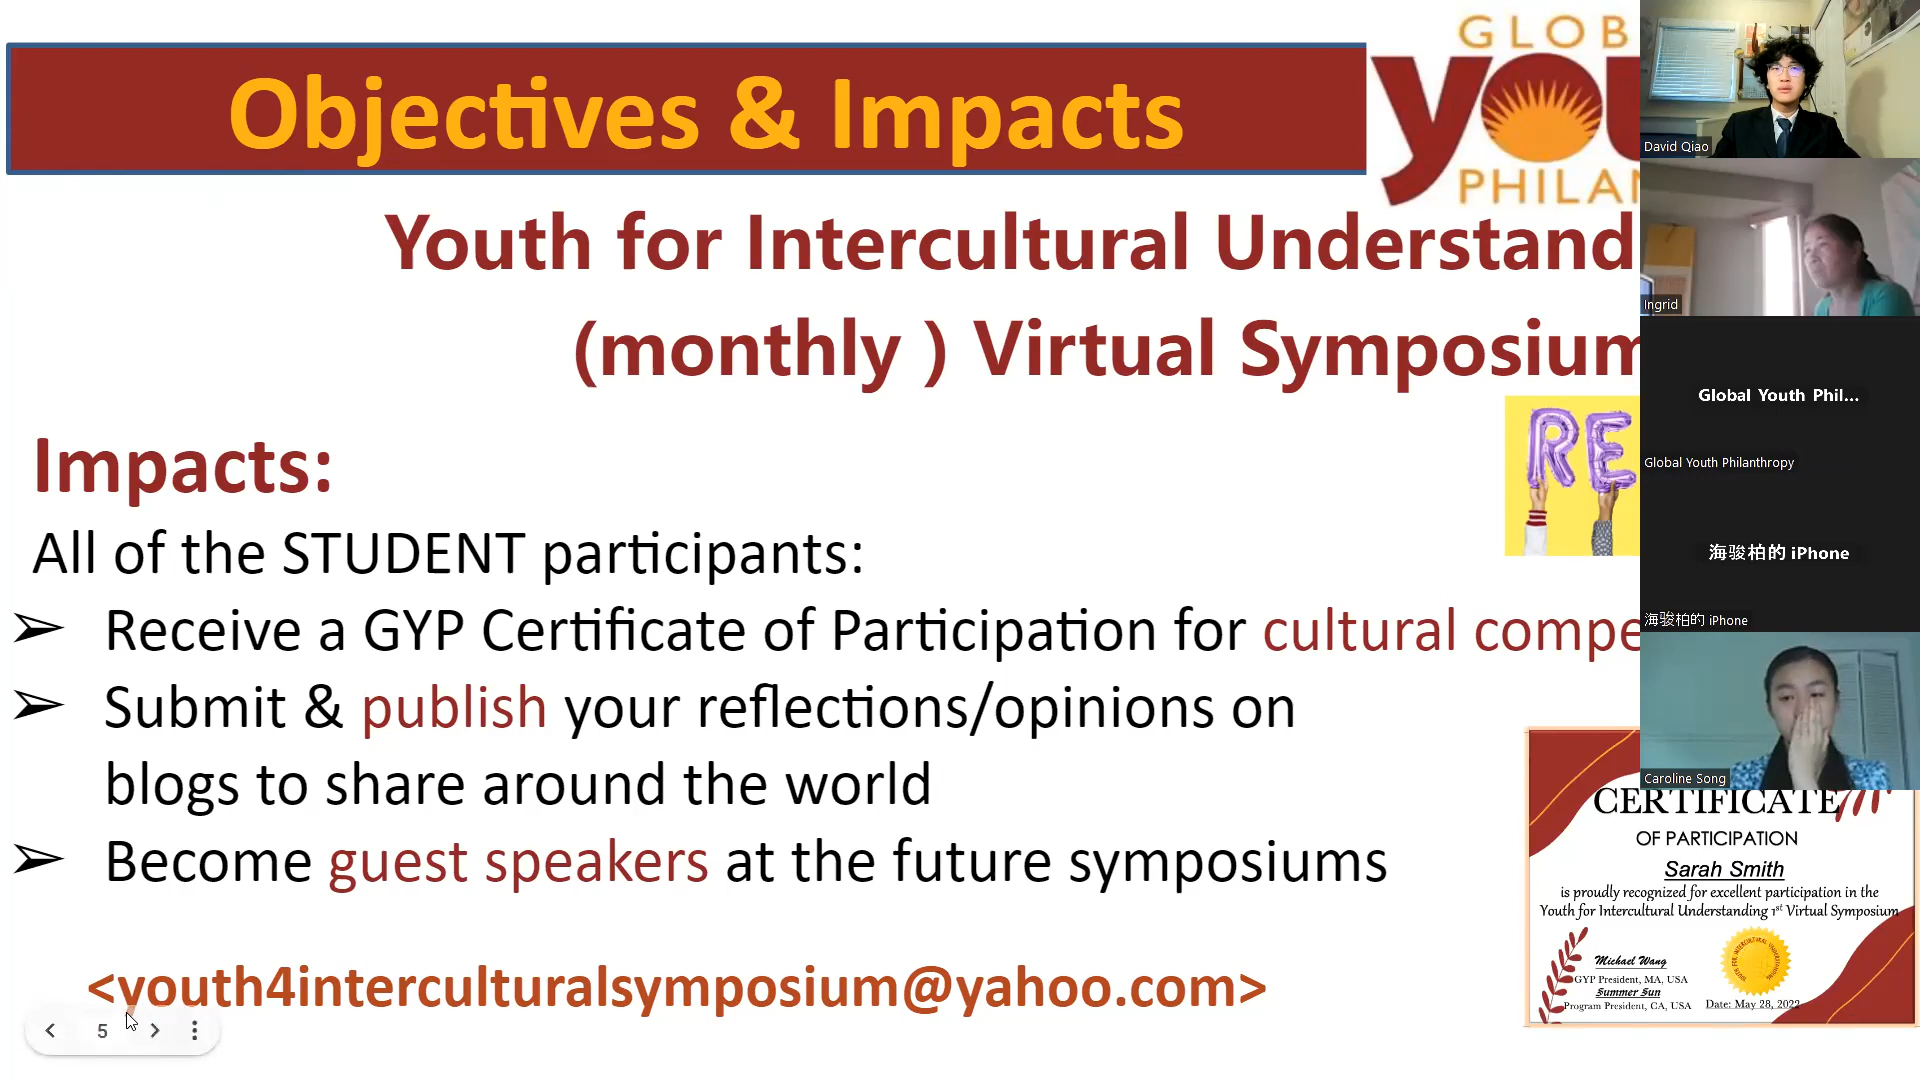 Objectives & Impacts
GLOB
you
PHILAN
Youth for Intercultural Understand
(monthly ) Virtual Symposium
RE
Impacts:
All of the STUDENT participants:
➢ Receive a GYP Certificate of Participation for cultural compe
➢ Submit & publish your reflections/opinions on
blogs to share around the world
➢ Become guest speakers at the future symposiums
<youth4interculturalsymposium@yahoo.com>
5
David Qiao
Ingrid
Global Youth Phil...
Global Youth Philanthropy
海骏柏的 iPhone
海骏柏的 iPhone
Caroline Song
CERTIFICATE
OF PARTICIPATION
Sarah Smith
is proudly recognized for excellent participation in the
Youth for Intercultural Understanding 1st Virtual Symposium
Michael Wang
GYP President, MA, USA
Summer Sun
Program President, CA, USA
Date: May 28, 2022